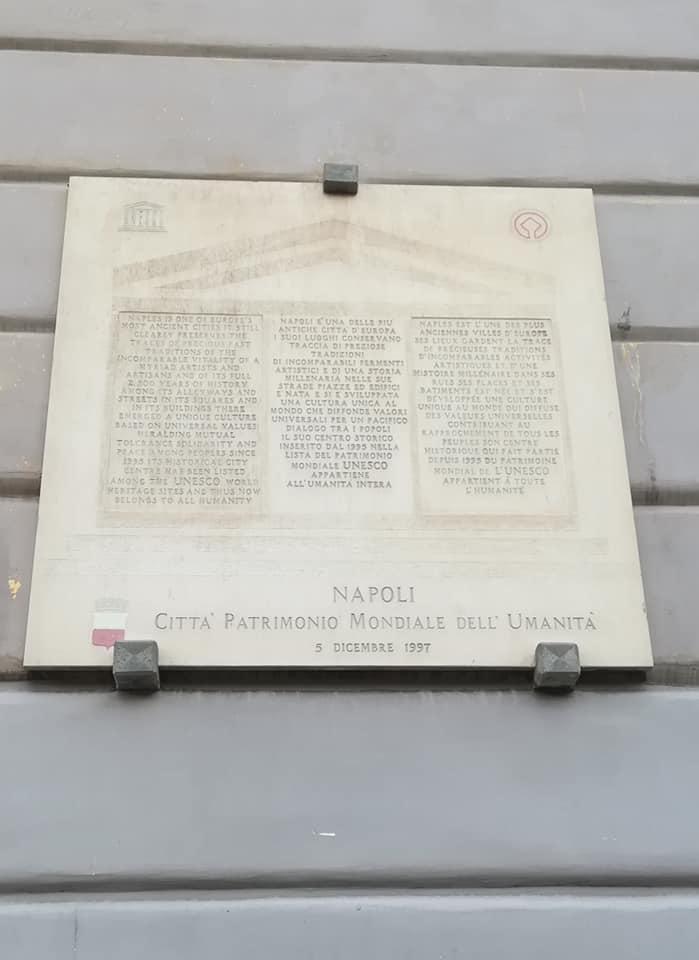 NAPLES IS ONE OF EUROPE'S
MOST ANCIENT CITIES IT STILL
CLEARLY PRESERVES THE
TRACES OF PRECIOUS PAST
TRADITIONS OF THE
INCOMPARABLE VITALITY OF A
MYRIAD ARTISTS AND
ARTISANS AND OF ITS FULL
2.500 YEARS OF HISTORY
AMONG ITS ALLEYWAYS AND
STREETS IN ITS SQUARES AND
IN ITS BUILDINGS THERE
EMERGED A UNIQUE CULTURE
BASED ON UNIVERSAL VALUES
HERALDING MUTUAL
TOLERANCE SOLIDARITY AND
PEACE AMONG PEOPERS SINCE
1995 ITS HISTORICAL CITY
CENTRE HAS BEEN LISTED
AMONG THE UNESCO WORLD
HERITAGE SITES AND THUS NOW
BELONGS TO ALL HUMANITY
NAPOLI E' UNA DELLE PIU
ANTICHE CITTA D'EUROPA
I SUOI LUOGHI CONSERVANO
TRACCIA DI PREZIOSE
TRADIZIONI
DI INCOMPARABILI FERMENTI
ARTISTICI E DI UNA STORIA
MILLENARIA NELLE SUE
STRADE PIAZZE ED EDIFICI
E NATA E SI E SVILUPPATA
UNA CULTURA UNICA AL
MONDO CHE DIFFONDE VALORI
UNIVERSALI PER UN PACIFICO
DIALOGO TRA I POPOLI
IL SUO CENTRO STORICO
INSERITO DAL 1995 NELLA
LISTA DEL PATRIMONIO
MONDIALE UNESCO
APPARTIENE
ALL'UMANITA INTERA
NAPLES EST L'UNE DES PLUS
ANCIENNES VILLES D'EUROPE
SES LIEUX GARDENT LA TRACE
DE PRÉCIEUSES TRADITIONS
D'INCOMPARABLES ACTIVITÉS
ARTISTIQUES ET D'UNE
HISTOIRE MILLÉNAIRE DANS SES
RUES SES PLACES ET SES
BATIMENTS EST NÉE ET S'EST
DÉVELOPPÉE UNE CULTURE
UNIQUE AU MONDE QUI DIFFUSE
DES VALEURS UNIVERSELLES
CONTRIBUANT AU
RAPPROCHEMENT DE TOUS LES
PEUPLES SON CENTRE
HISTORIQUE QUI FAIT PARTIE
DEPUIS 1995 DU PATRIMOINE
MONDIAL DE L'UNESCO
APPARTIENT À TOUTE
L'HUMANITÉ
NAPOLI
CITTA' PATRIMONIO MONDIALE DELL' UMANITÀ
5 DICEMBRE 1997